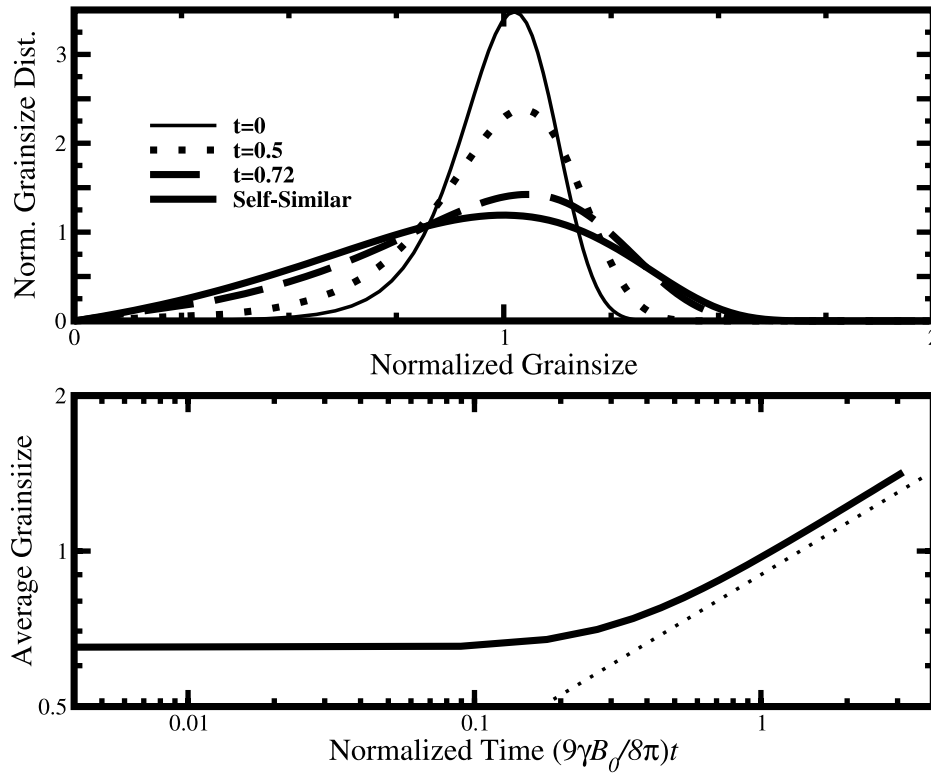 Norm. Grainsize Dist.
3
2
1
0
t=0
t=0.5
t=0.72
Self-Similar
0
1
2
Normalized Grainsize
Average Grainsiize
2
1
0.5
0.01
0.1
1
Normalized Time (9γB₀/8π)t